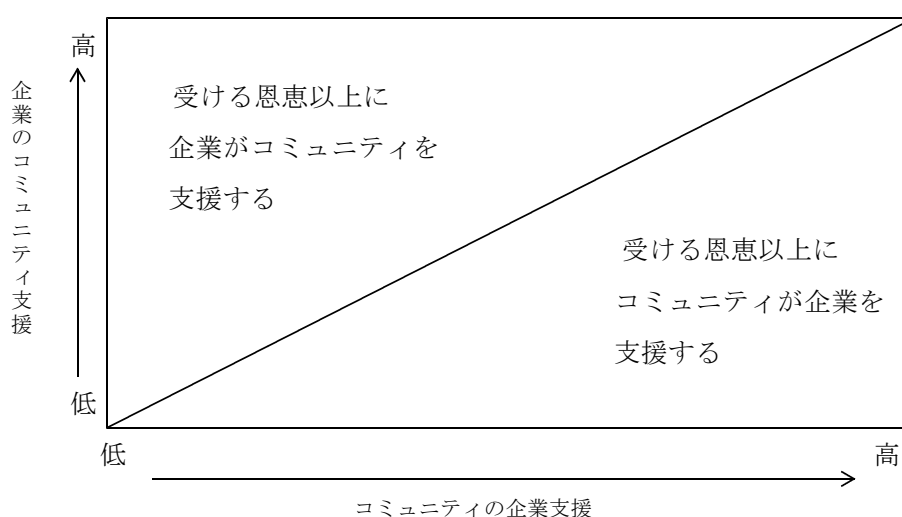 高
企業のコミュニティ支援
受ける恩恵以上に
企業がコミュニティを
支援する
受ける恩恵以上に
コミュニティが企業を
支援する
低
低
高
コミュニティの企業支援